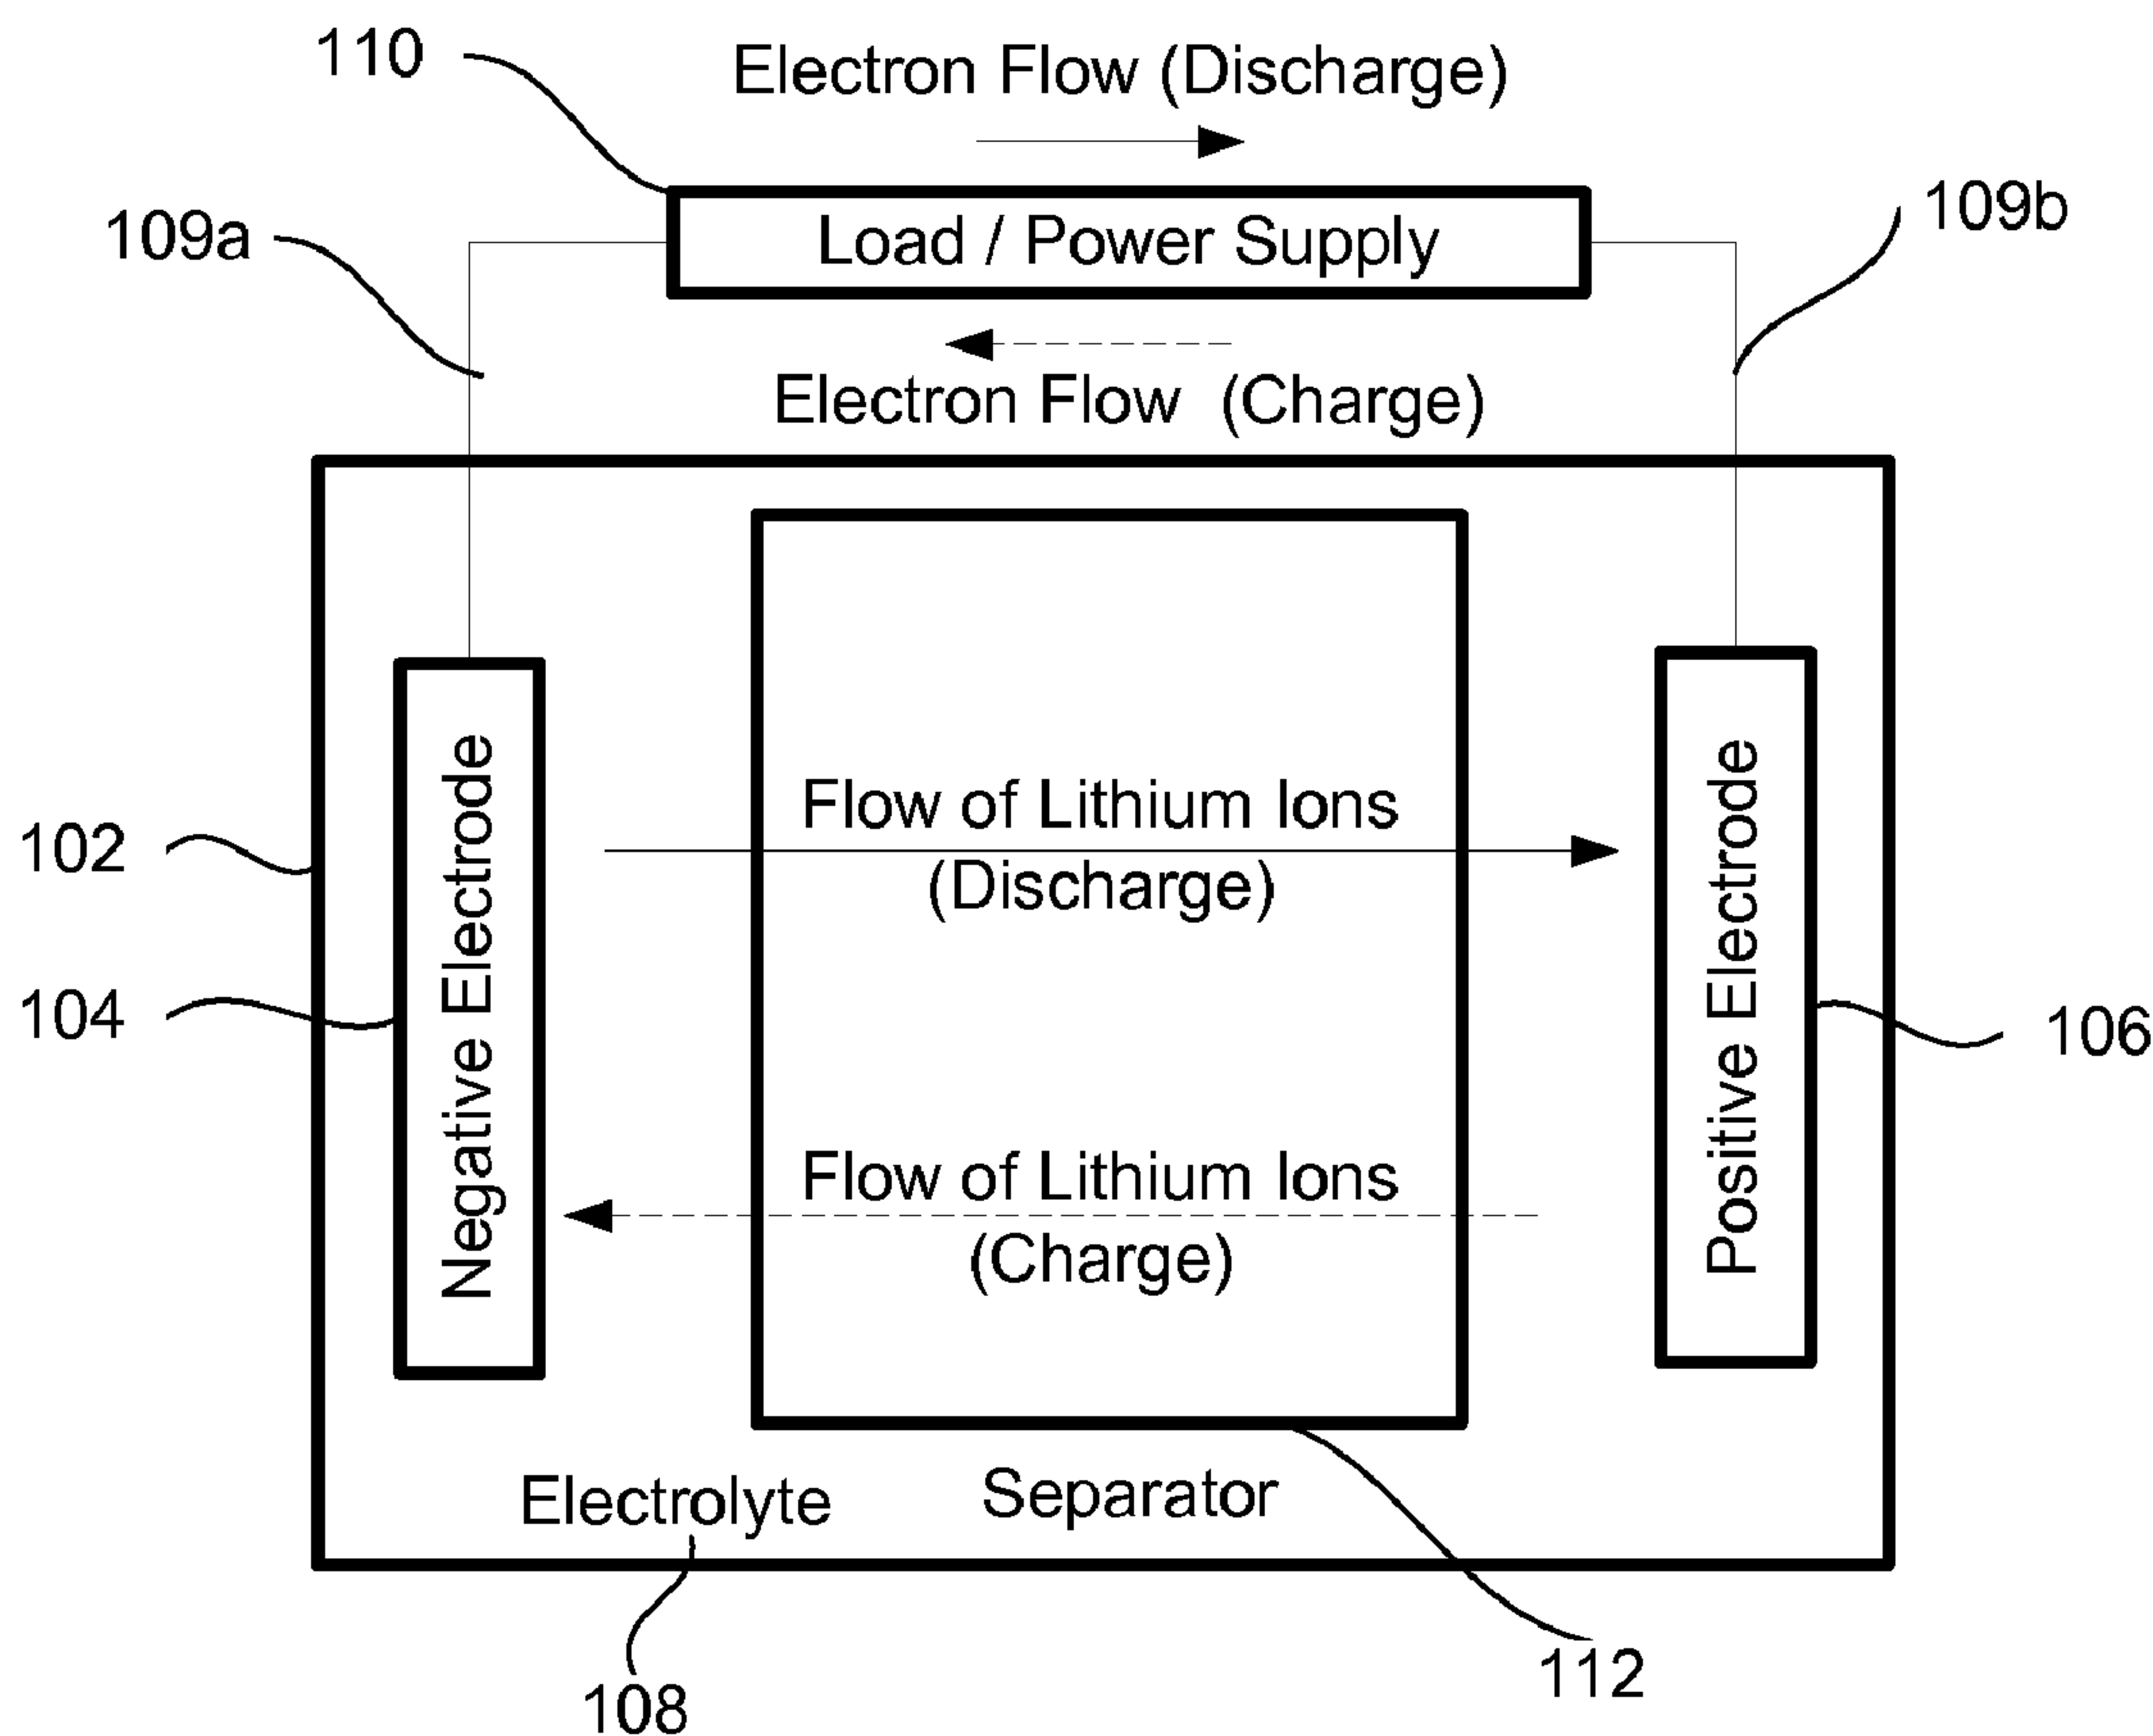 110
Electron Flow (Discharge)
109a
Load / Power Supply
109b
Electron Flow (Charge)
102
104
Negative Electrode
Flow of Lithium Ions
(Discharge)
Flow of Lithium Ions
(Charge)
Positive Electrode
106
Electrolyte
Separator
108
112